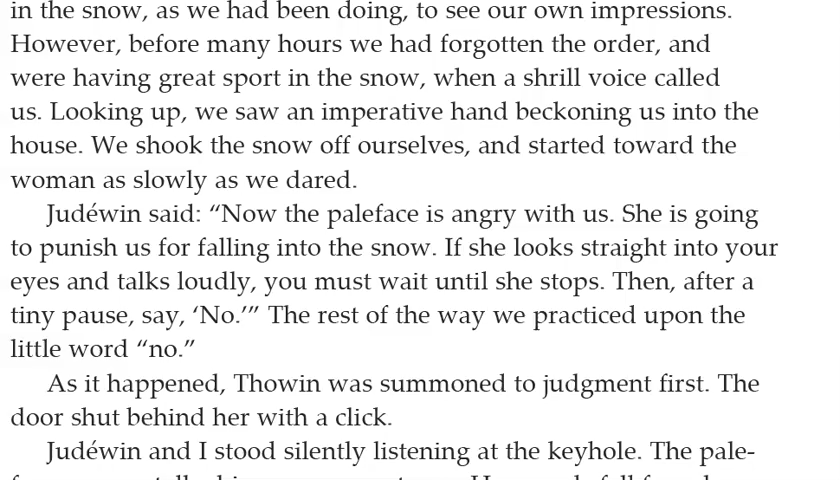 in the snow, as we had been doing, to see our own impressions.
However, before many hours we had forgotten the order, and
were having great sport in the snow, when a shrill voice called
us. Looking up, we saw an imperative hand beckoning us into the
house. We shook the snow off ourselves, and started toward the
woman as slowly as we dared.
Judéwin said: “Now the paleface is angry with us. She is going
to punish us for falling into the snow. If she looks straight into your
eyes and talks loudly, you must wait until she stops. Then, after a
tiny pause, say, ‘No.’” The rest of the way we practiced upon the
little word “no.”
As it happened, Thowin was summoned to judgment first. The
door shut behind her with a click.
Judéwin and I stood silently listening at the keyhole. The pale-